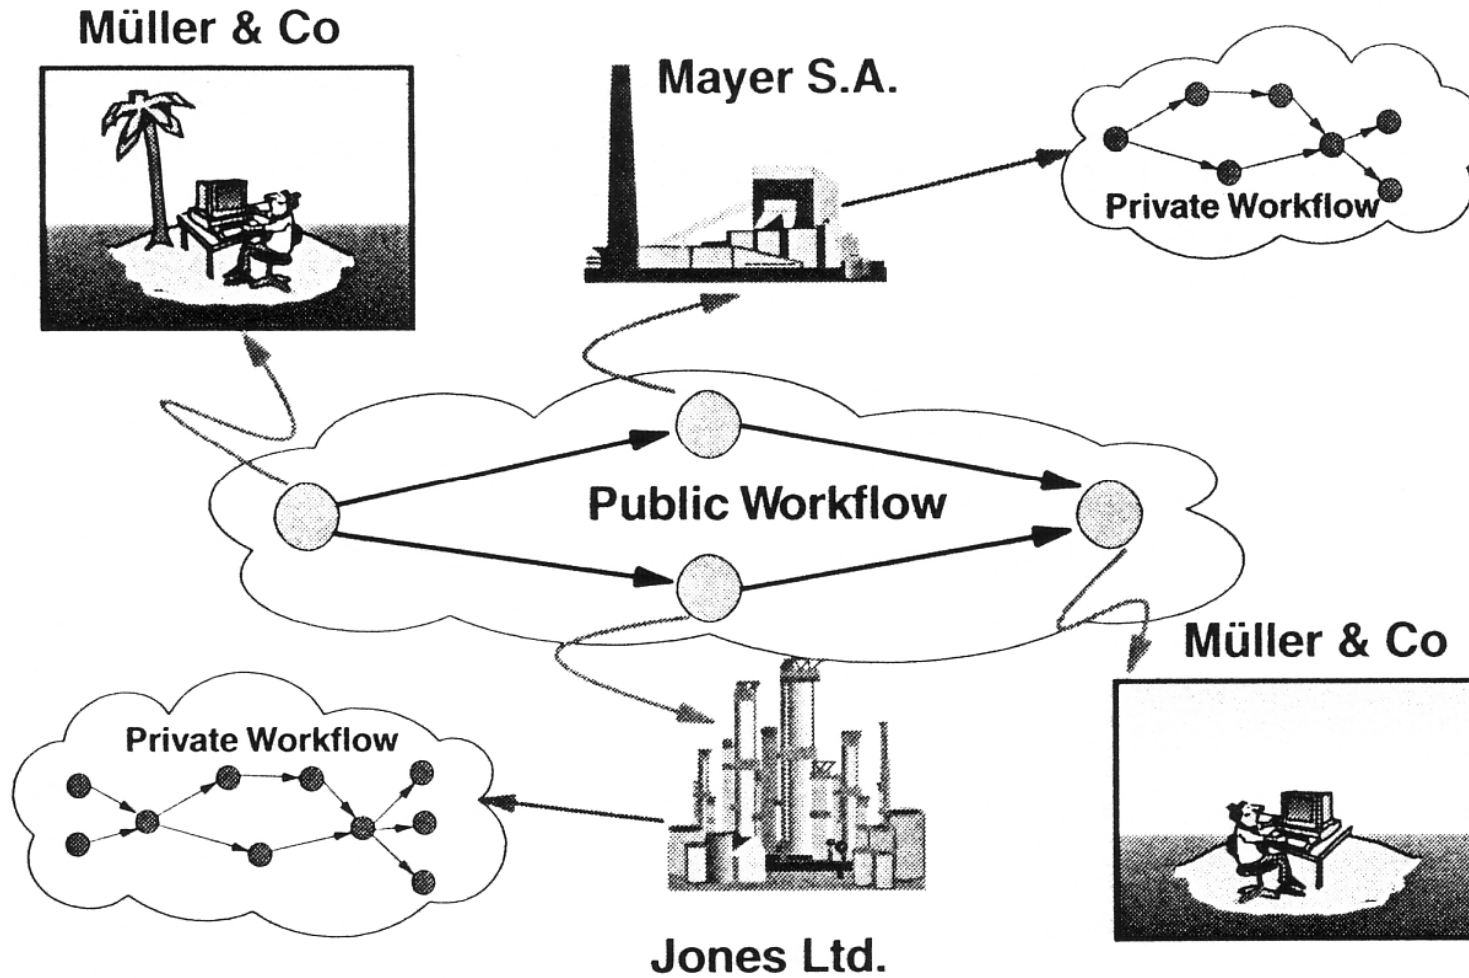 Müller & Co
Mayer S.A.
Private Workflow
Public Workflow
Müller & Co
Private Workflow
Jones Ltd.